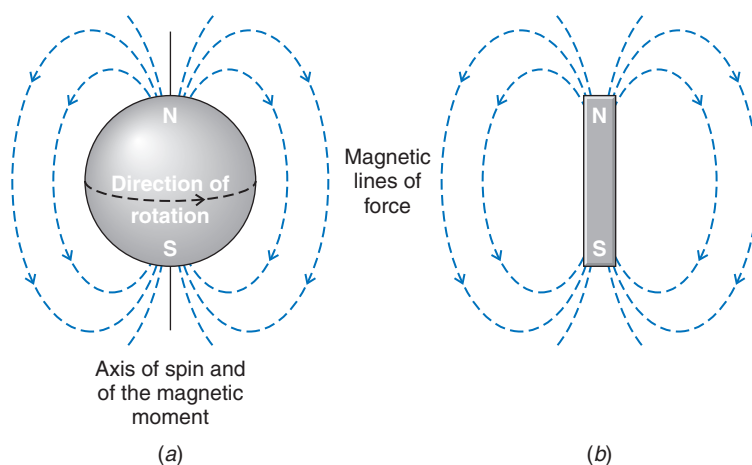 N
Direction of
rotation
S
Axis of spin and
of the magnetic
moment
(a)
Magnetic
lines of
force
N
S
(b)